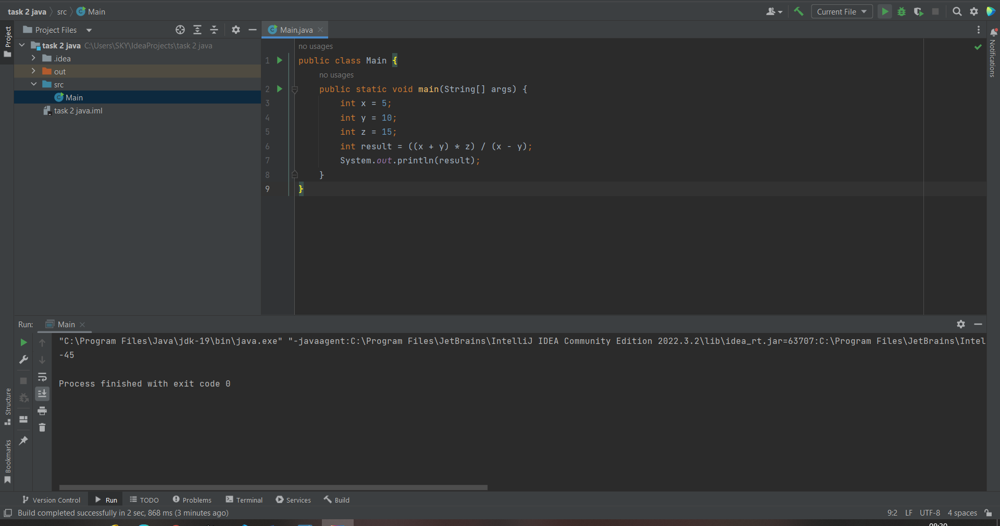 task 2 java
src
Main
Current File
Project
Project Files
Main.java
Notifications
task 2 java C:\Users\SKY\IdeaProjects\task 2 java
.idea
out
src
Main
task 2 java.iml
no usages
1 public class Main {
no usages
2 public static void main(String[] args) {
3 int x = 5;
4 int y = 10;
5 int z = 15;
6 int result = ((x + y) * z) / (x - y);
7 System.out.println(result);
8 }
9 }
Run: Main
"C:\Program Files\Java\jdk-19\bin\java.exe" "-javaagent:C:\Program Files\JetBrains\IntelliJ IDEA Community Edition 2022.3.2\lib\idea_rt.jar=63707:C:\Program Files\JetBrains\Intel
-45
Process finished with exit code 0
Structure
Bookmarks
Version Control
Run
TODO
Problems
Terminal
Services
Build
Build completed successfully in 2 sec, 868 ms (3 minutes ago)
9:2 LF UTF-8 4 spaces